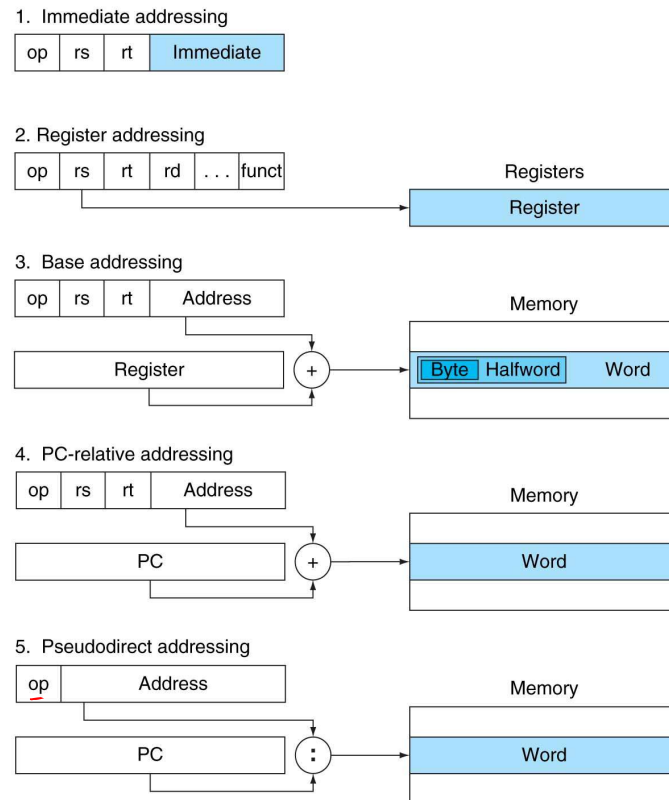 1. Immediate addressing
op rs rt Immediate
2. Register addressing
op rs rt rd . . . funct
Registers
Register
3. Base addressing
op rs rt Address
Memory
Register + Byte Halfword Word
4. PC-relative addressing
op rs rt Address
Memory
PC + Word
5. Pseudodirect addressing
op Address
Memory
PC : Word